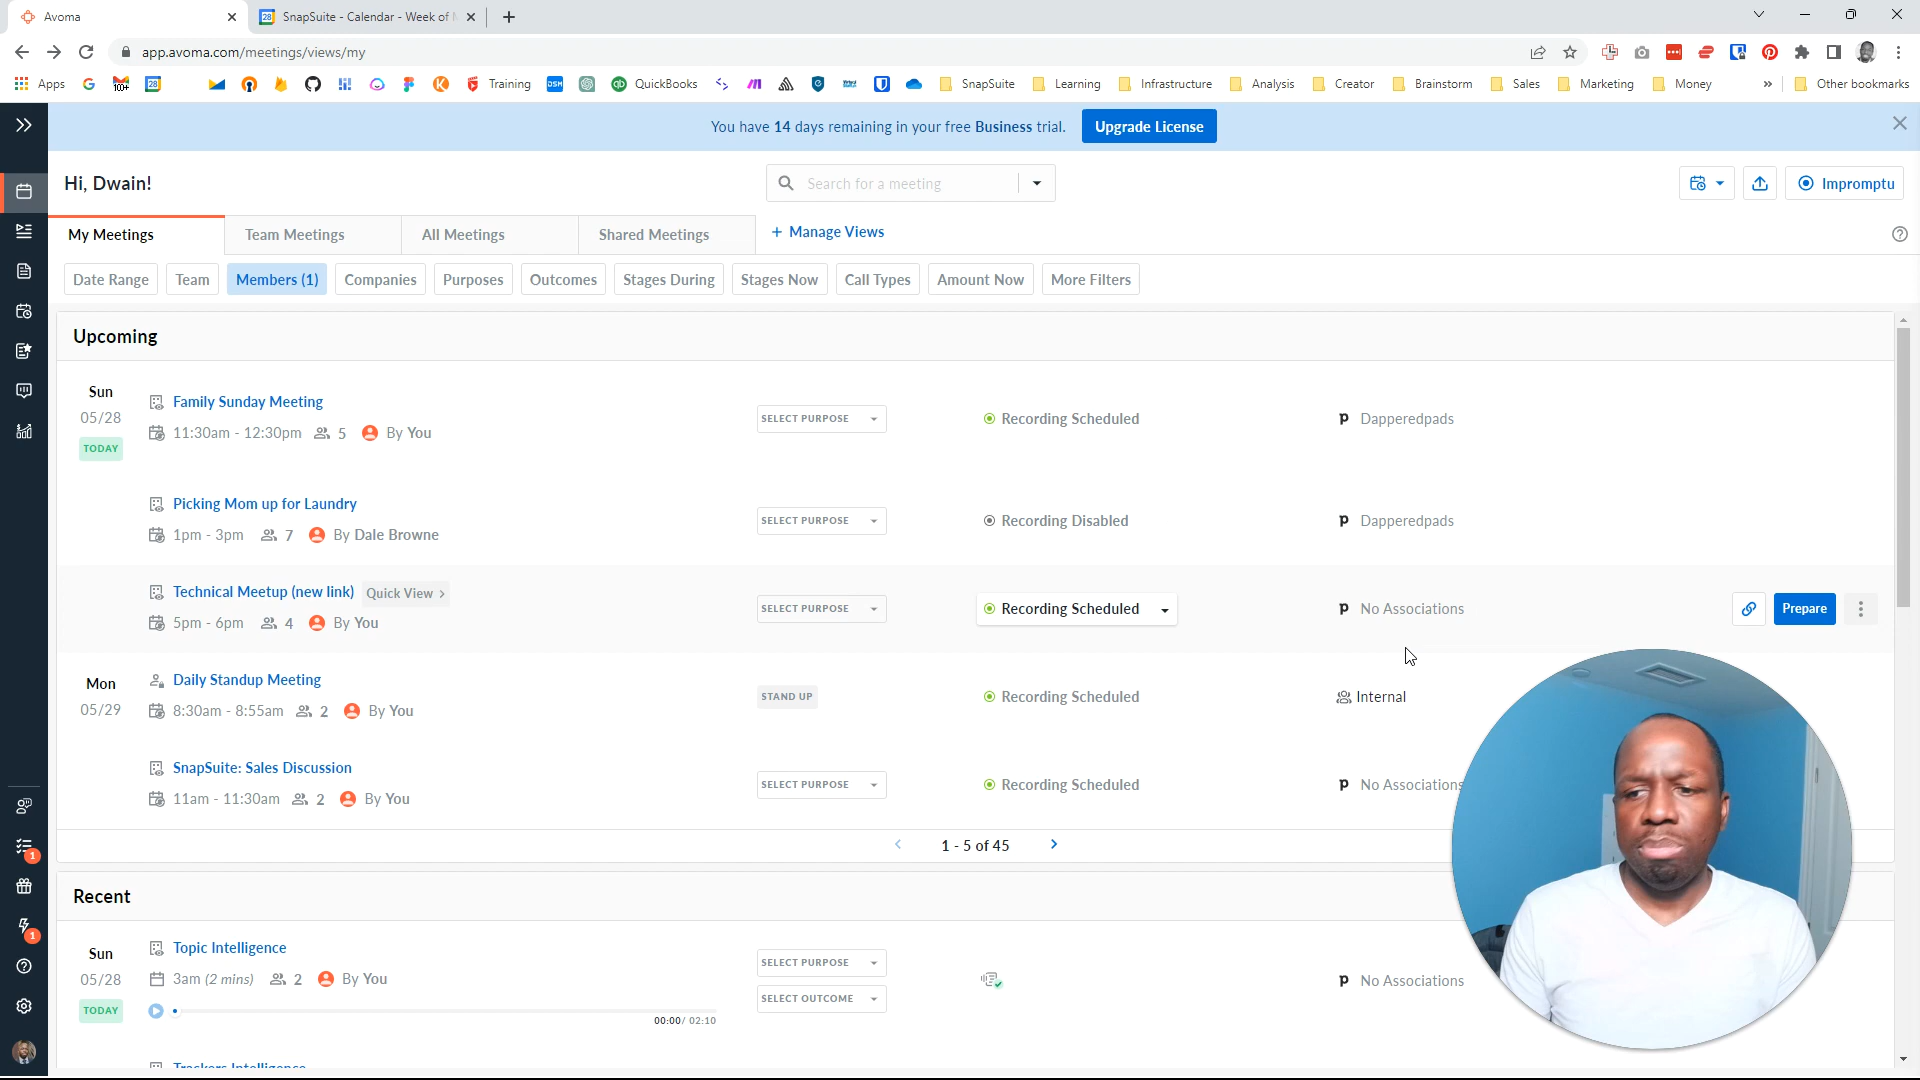 Avoma
SnapSuite - Calendar - Week of
app.avoma.com/meetings/views/my
Apps
Training
QuickBooks
SnapSuite
Learning
Infrastructure
Analysis
Creator
Brainstorm
Sales
Marketing
Money
Other bookmarks
You have 14 days remaining in your free Business trial.
Upgrade License
Hi, Dwain!
Search for a meeting
Impromptu
My Meetings
Team Meetings
All Meetings
Shared Meetings
+ Manage Views
Date Range
Team
Members (1)
Companies
Purposes
Outcomes
Stages During
Stages Now
Call Types
Amount Now
More Filters
Upcoming
Sun
05/28
TODAY
Family Sunday Meeting
11:30am - 12:30pm 5 By You
SELECT PURPOSE
Recording Scheduled
Dapperedpads
Picking Mom up for Laundry
1pm - 3pm 7 By Dale Browne
SELECT PURPOSE
Recording Disabled
Dapperedpads
Technical Meetup (new link)
Quick View >
5pm - 6pm 4 By You
SELECT PURPOSE
Recording Scheduled
No Associations
Prepare
Mon
05/29
Daily Standup Meeting
8:30am - 8:55am 2 By You
STAND UP
Recording Scheduled
Internal
SnapSuite: Sales Discussion
11am - 11:30am 2 By You
SELECT PURPOSE
Recording Scheduled
No Associations
1 - 5 of 45
Recent
Sun
05/28
TODAY
Topic Intelligence
3am (2 mins) 2 By You
00:00/ 02:10
SELECT PURPOSE
SELECT OUTCOME
No Associations
Trackers Intelligence